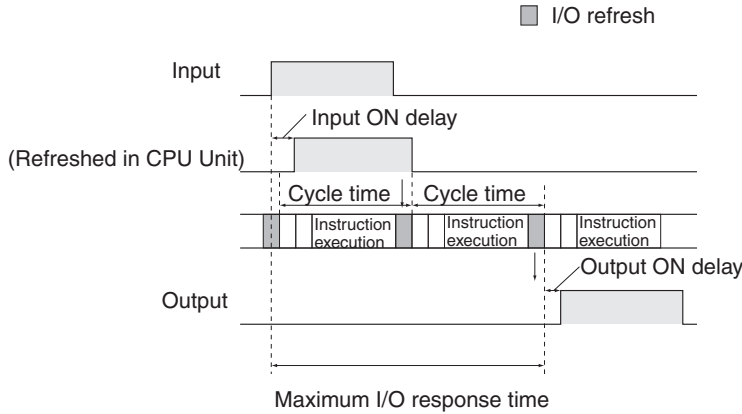 I/O refresh
Input
Input ON delay
(Refreshed in CPU Unit)
Cycle time
Cycle time
Instruction
execution
Instruction
execution
Instruction
execution
Output ON delay
Output
Maximum I/O response time